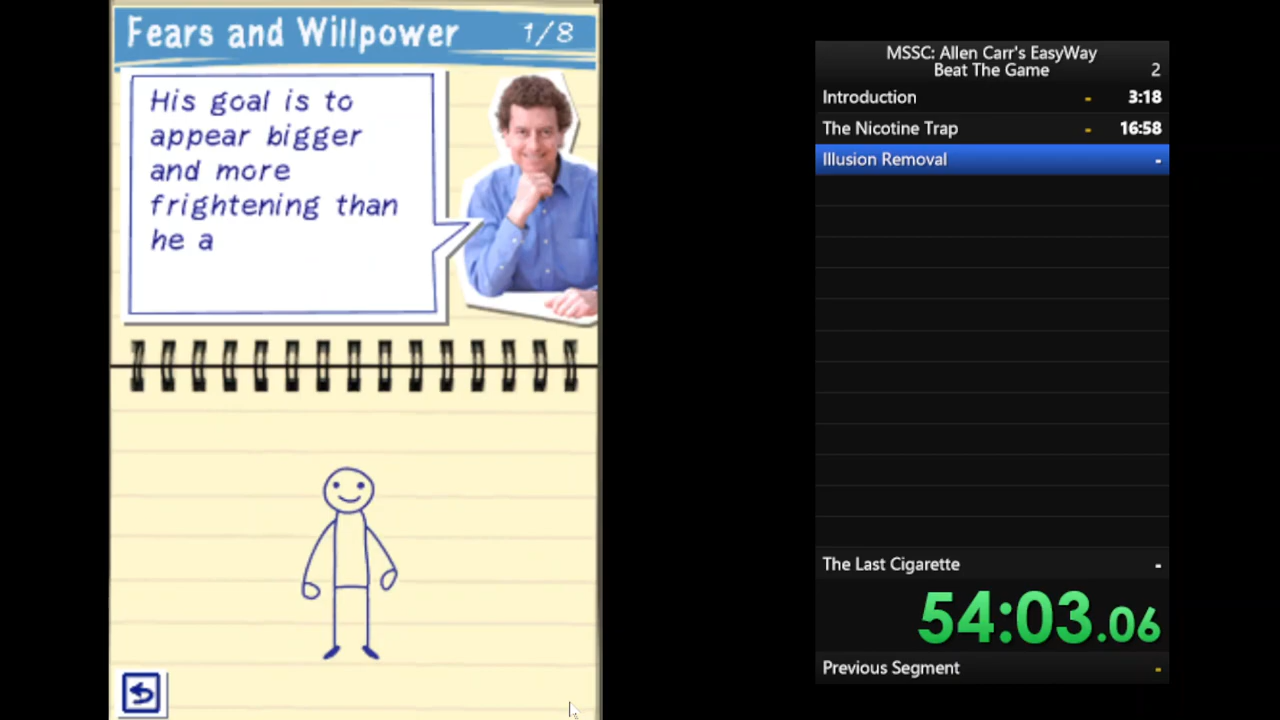 Fears and Willpower 1/8
His goal is to
appear bigger
and more
frightening than
he a
MSSC: Allen Carr's EasyWay
Beat The Game 2
Introduction - 3:18
The Nicotine Trap - 16:58
Illusion Removal -
The Last Cigarette -
54:03.06
Previous Segment -